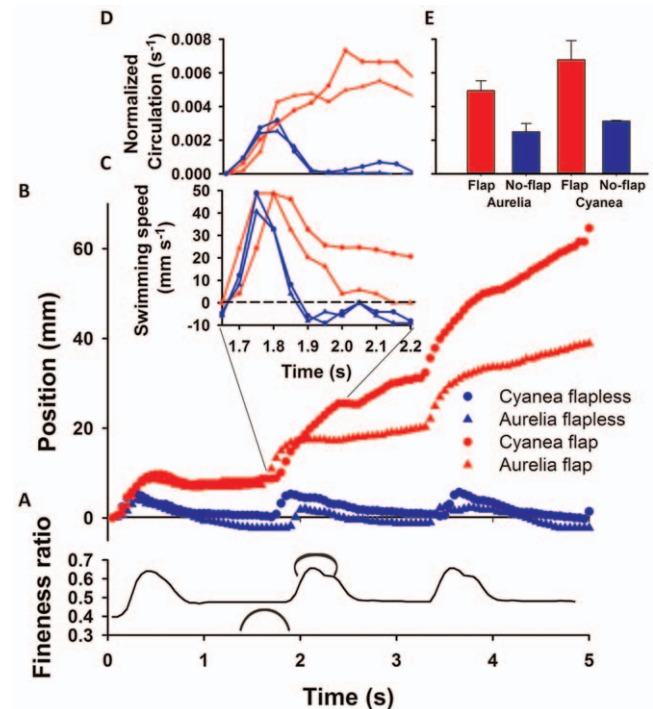 D
Normalized
Circulation (s⁻¹)
0.008
0.006
0.004
0.002
0.000
E
Flap No-flap Flap No-flap
Aurelia Cyanea
C
Swimming speed
(mm s⁻¹)
50
40
30
20
10
0
-10
1.7 1.8 1.9 2.0 2.1 2.2
Time (s)
B
Position (mm)
60
40
20
0
Cyanea flapless
Aurelia flapless
Cyanea flap
Aurelia flap
A
Fineness ratio
0.7
0.6
0.5
0.4
0.3
0 1 2 3 4 5
Time (s)